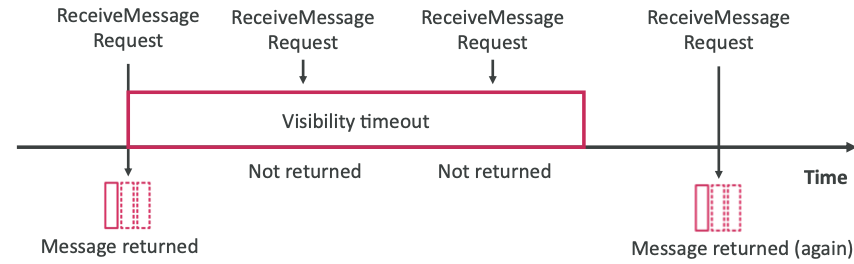 ReceiveMessage
Request
ReceiveMessage
Request
ReceiveMessage
Request
ReceiveMessage
Request
Visibility timeout
Not returned
Not returned
Time
Message returned
Message returned (again)